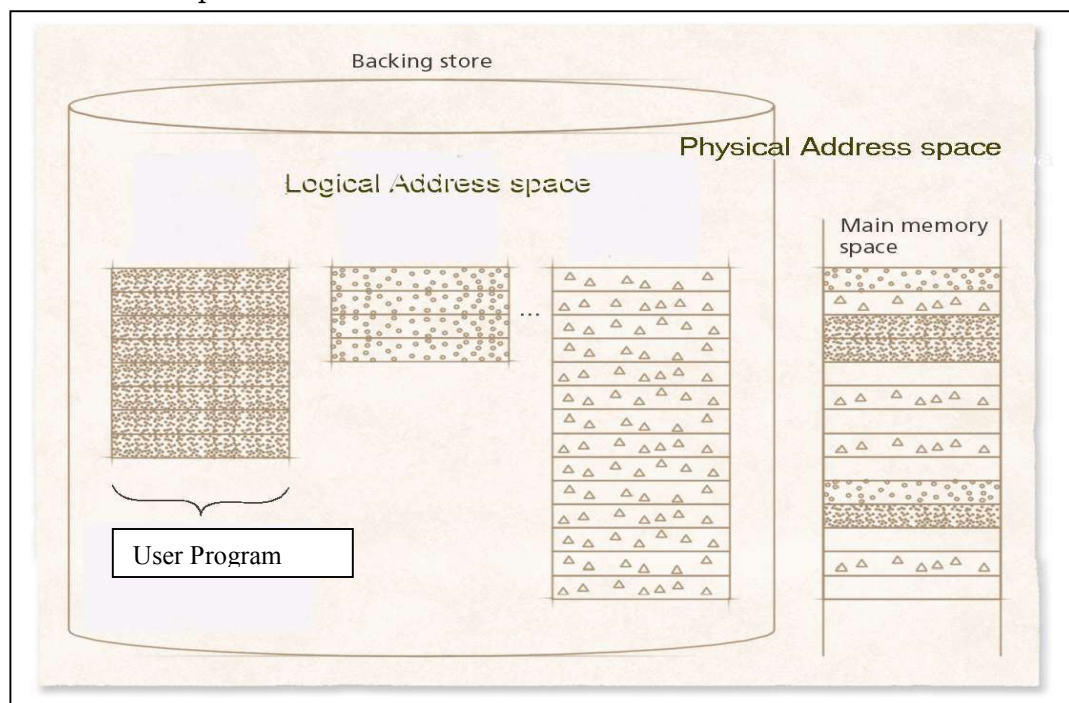 Backing store
Physical Address space
Logical Address space
Main memory
space
...
User Program